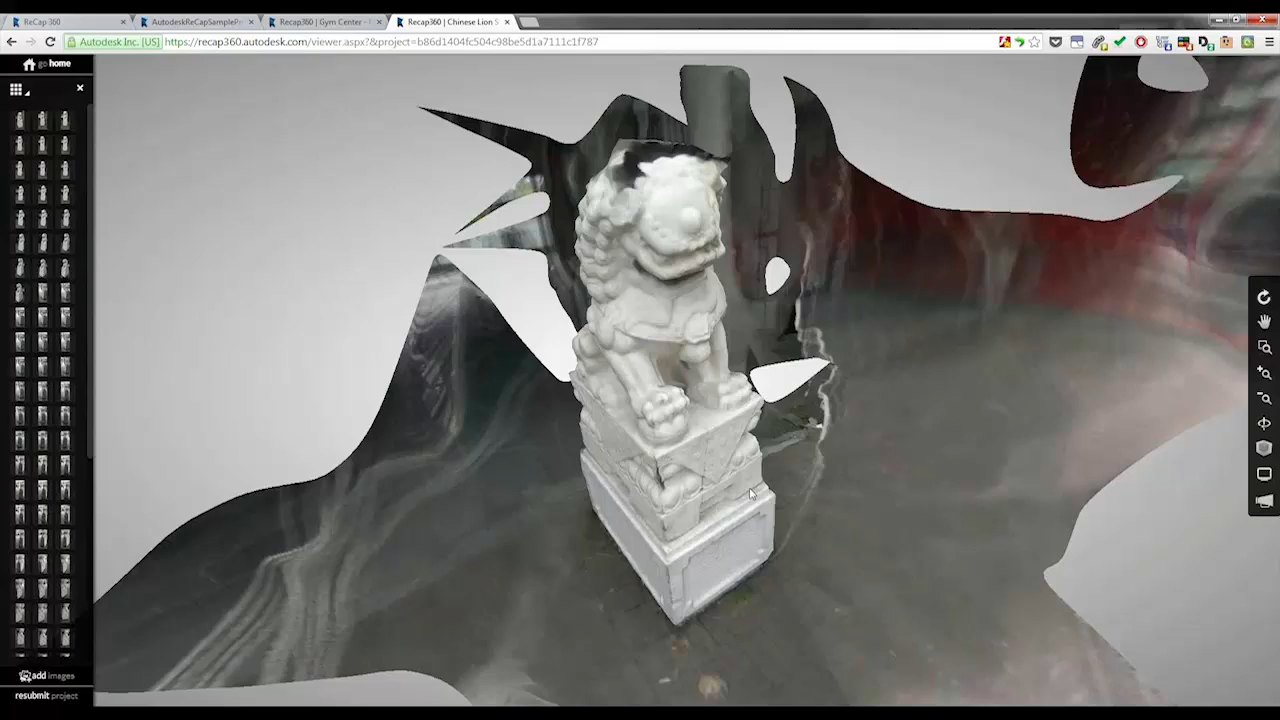 ReCap 360
AutodeskReCapSamplePr
Recap360 | Gym Center -
Recap360 | Chinese Lion S
Autodesk Inc. [US]
https://recap360.autodesk.com/viewer.aspx?&project=b86d1404fc504c98be5d1a7111c1f787
go home
add images
resubmit project